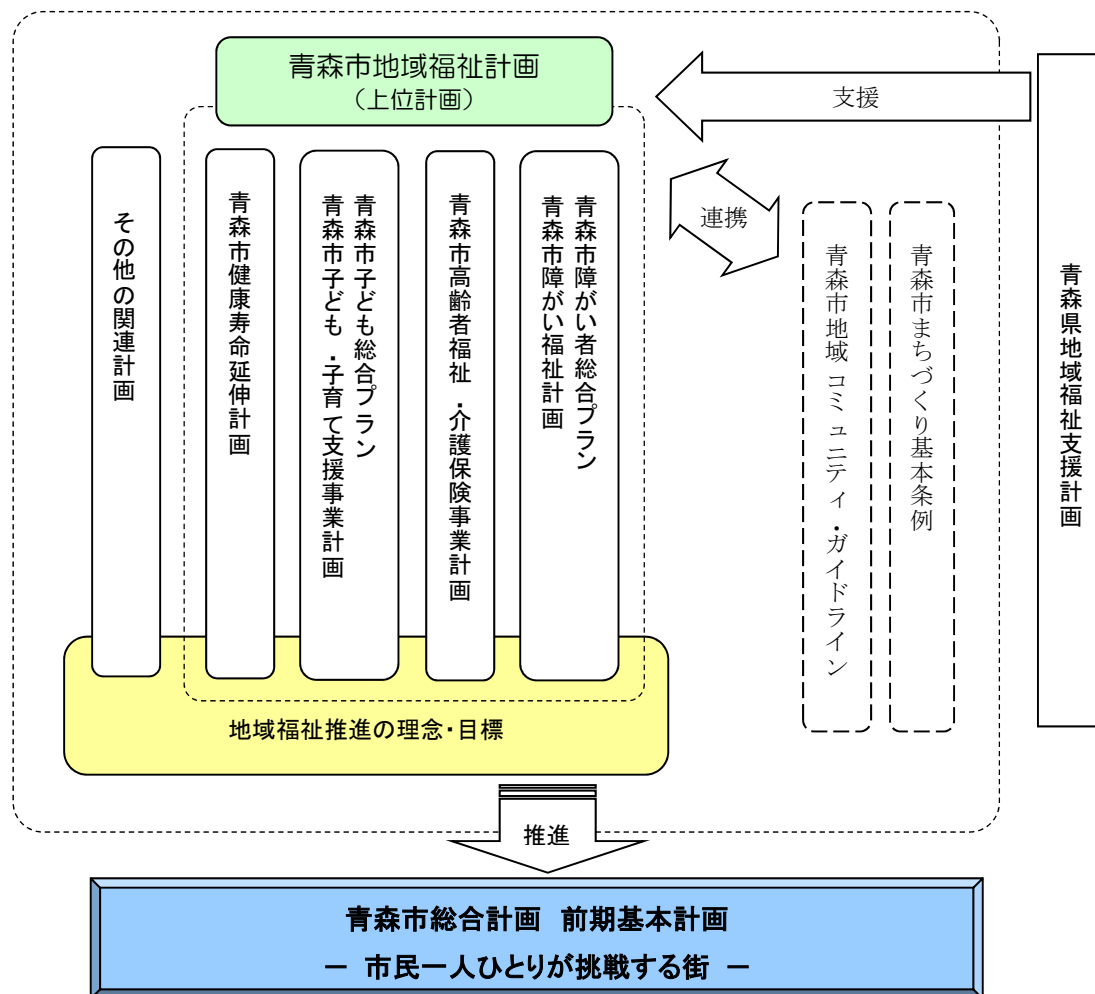 青森市地域福祉計画
（上位計画）
支援
連携
その他の関連計画
青森市健康寿命延伸計画
青森市子ども総合プラン
青森市子ども・子育て支援事業計画
青森市高齢者福祉・介護保険事業計画
青森市障がい者総合プラン
青森市障がい福祉計画
青森市地域コミュニティ・ガイドライン
青森市まちづくり基本条例
青森県地域福祉支援計画
地域福祉推進の理念・目標
推進
青森市総合計画 前期基本計画
－ 市民一人ひとりが挑戦する街 －